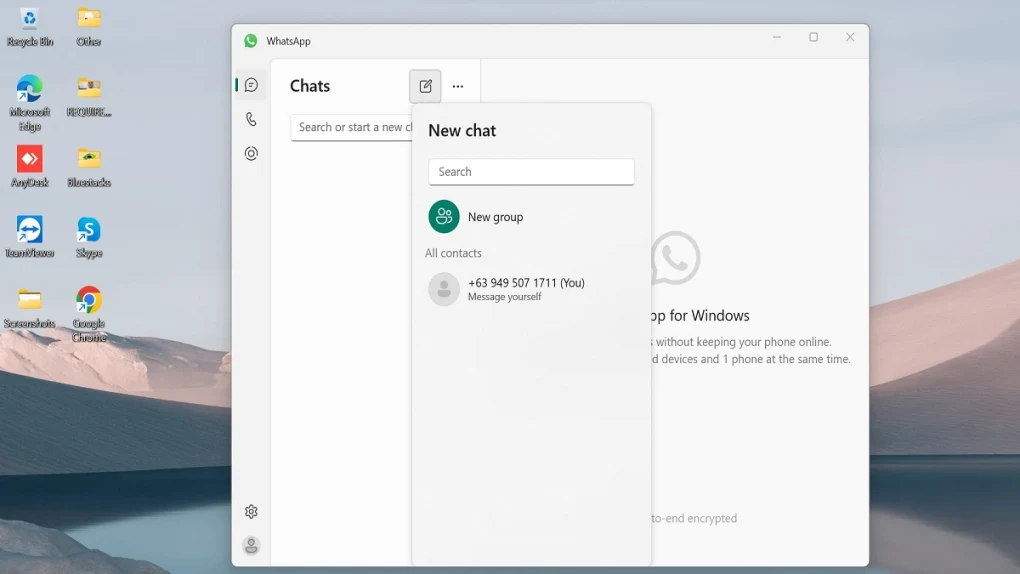 Recycle Bin
Other
Microsoft
Edge
REQUIRE...
AnyDesk
Bluestacks
TeamViewer
Skype
Screenshots
Google
Chrome
WhatsApp
Chats
Search or start a new ch
New chat
Search
New group
All contacts
+63 949 507 1711 (You)
Message yourself
pp for Windows
s without keeping your phone online.
d devices and 1 phone at the same time.
to-end encrypted